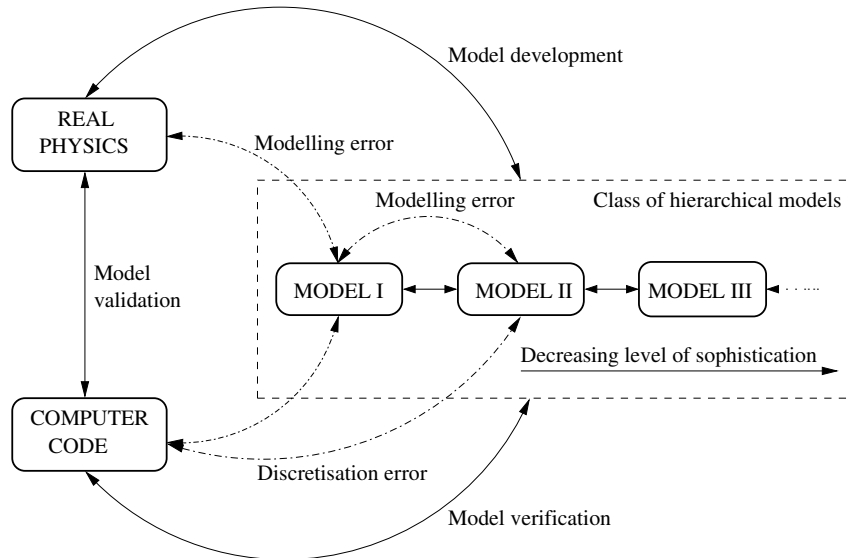 Model development
REAL
PHYSICS
Modelling error
Modelling error
Class of hierarchical models
Model
validation
MODEL I
MODEL II
MODEL III
Decreasing level of sophistication
COMPUTER
CODE
Discretisation error
Model verification